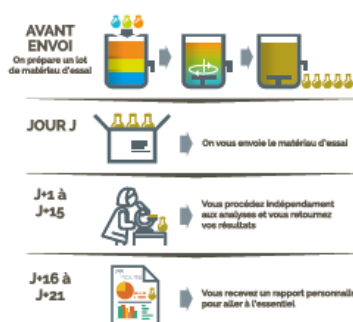 AVANT
ENVOI
On prépare un lot
de matériau d'essai
JOUR J
On vous envoie le matériau d'essai
J+1 à
J+15
Vous procédez indépendamment
aux analyses et vous retournez
vos résultats
J+16 à
J+21
Vous recevez un rapport personnalis
pour aller à l'essentiel